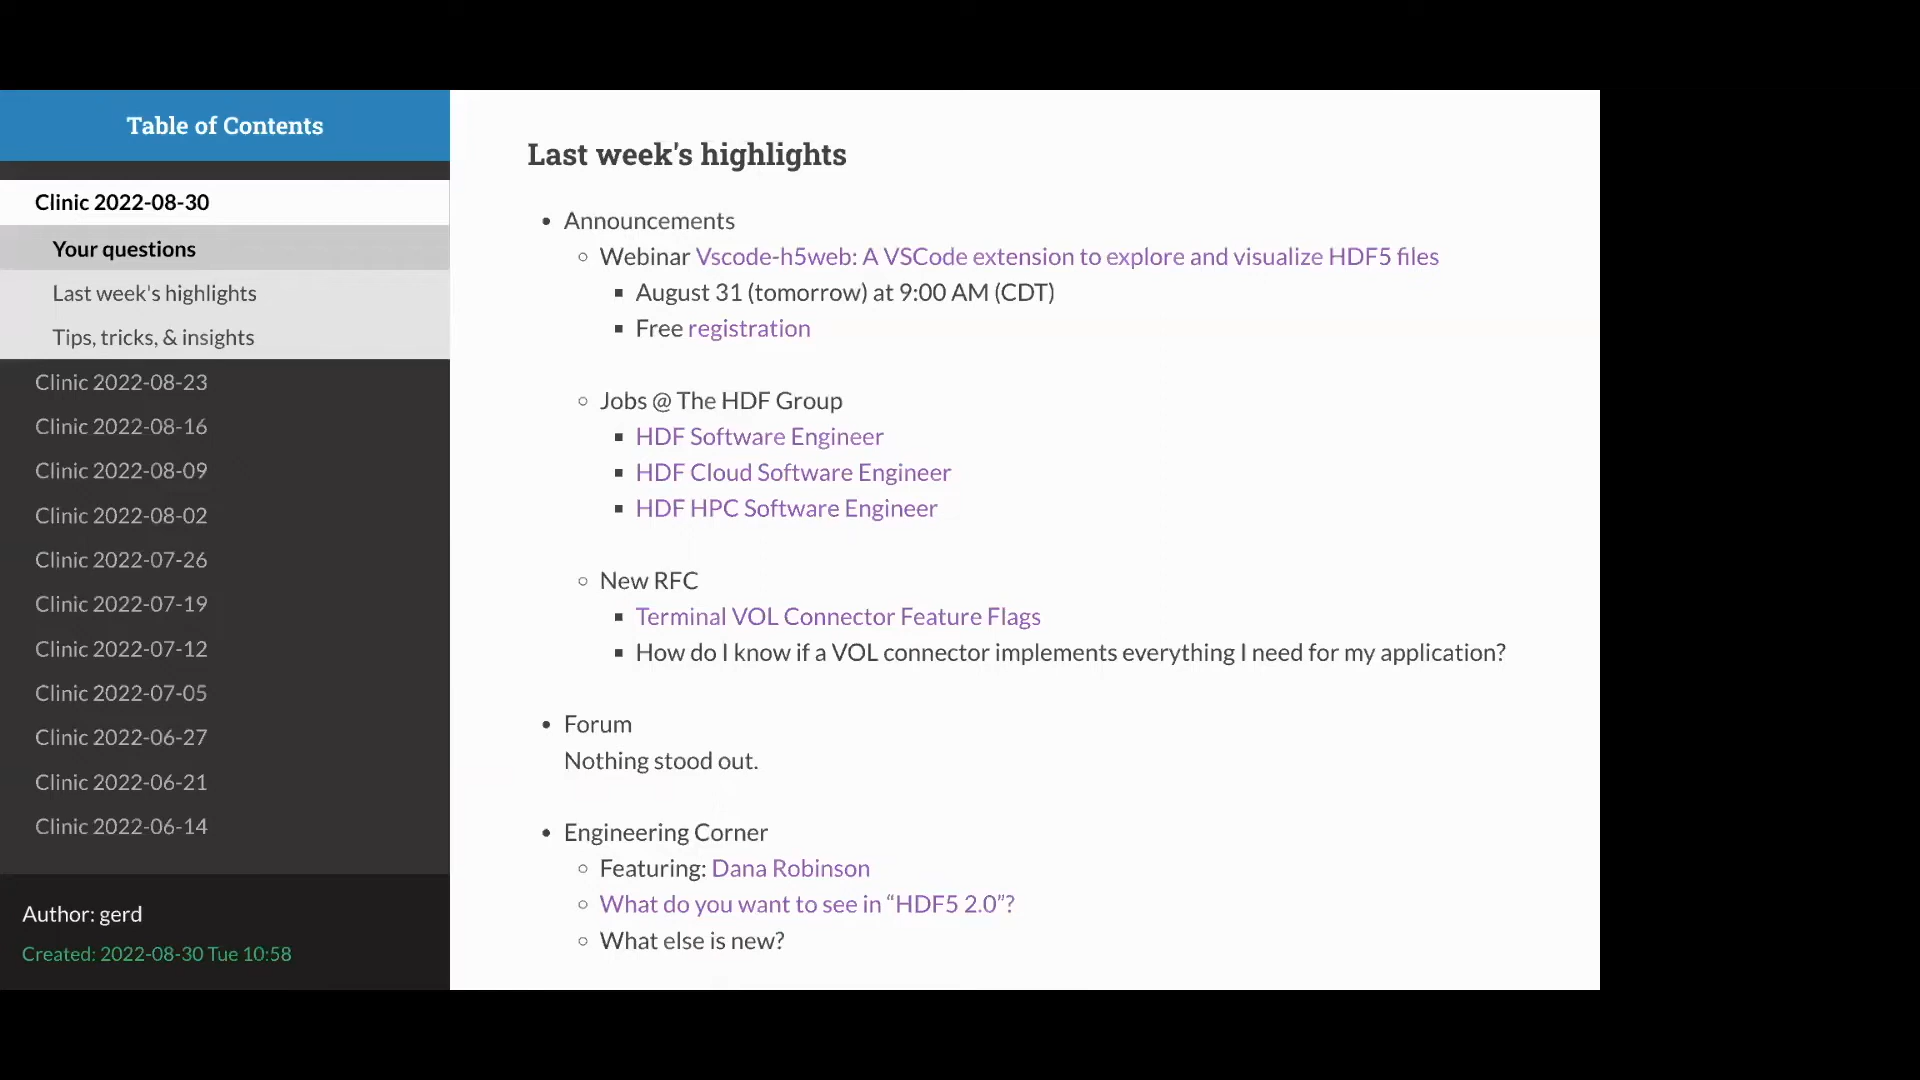 Table of Contents
Clinic 2022-08-30
Your questions
Last week's highlights
Tips, tricks, & insights
Clinic 2022-08-23
Clinic 2022-08-16
Clinic 2022-08-09
Clinic 2022-08-02
Clinic 2022-07-26
Clinic 2022-07-19
Clinic 2022-07-12
Clinic 2022-07-05
Clinic 2022-06-27
Clinic 2022-06-21
Clinic 2022-06-14
Author: gerd
Created: 2022-08-30 Tue 10:58
Last week's highlights
• Announcements
○ Webinar Vscode-h5web: A VSCode extension to explore and visualize HDF5 files
▪ August 31 (tomorrow) at 9:00 AM (CDT)
▪ Free registration
○ Jobs @ The HDF Group
▪ HDF Software Engineer
▪ HDF Cloud Software Engineer
▪ HDF HPC Software Engineer
○ New RFC
▪ Terminal VOL Connector Feature Flags
▪ How do I know if a VOL connector implements everything I need for my application?
• Forum
Nothing stood out.
• Engineering Corner
○ Featuring: Dana Robinson
○ What do you want to see in “HDF5 2.0”?
○ What else is new?